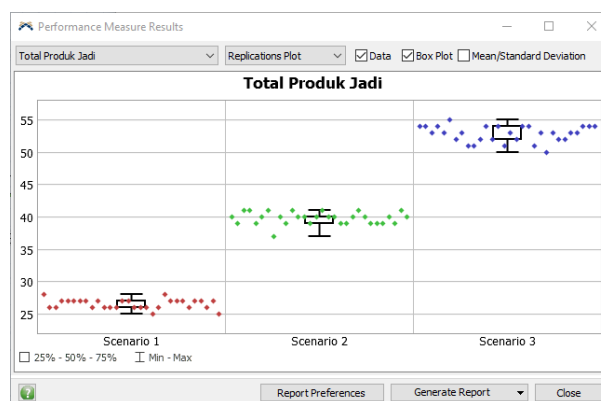 Performance Measure Results
Total Produk Jadi Replications Plot Data Box Plot Mean/Standard Deviation
Total Produk Jadi
55
50
45
40
35
30
25
Scenario 1 Scenario 2 Scenario 3
25% - 50% - 75% Min - Max
? Report Preferences Generate Report Close